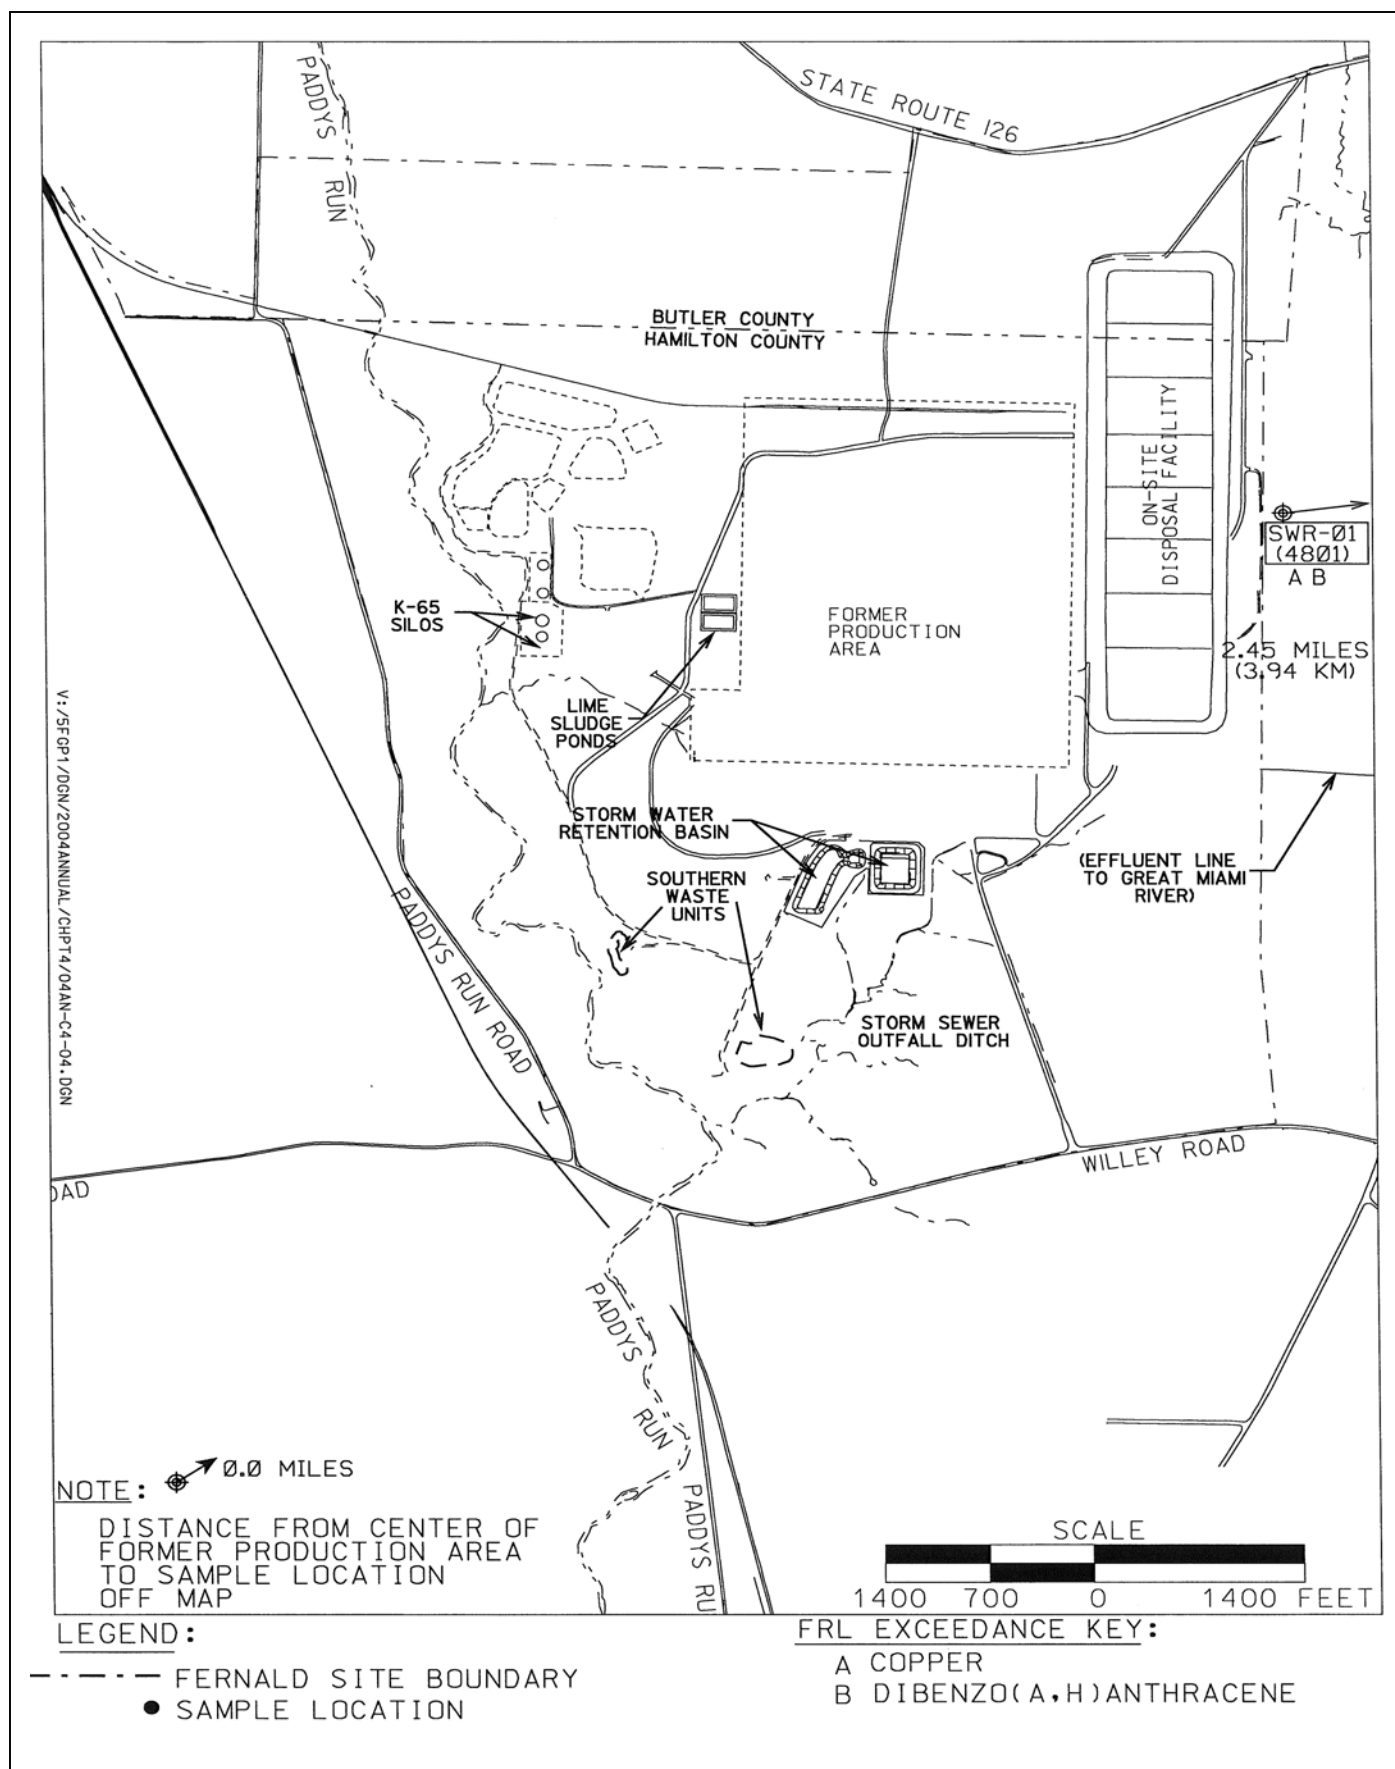 PADDYS
RUN
STATE ROUTE 126
BUTLER COUNTY
HAMILTON COUNTY
ON-SITE
DISPOSAL FACILITY
SWR-01
(4801)
A B
2.45 MILES
(3.94 KM)
K-65
SILOS
FORMER
PRODUCTION
AREA
LIME
SLUDGE
PONDS
V:/5FGP1/DGN/2004ANNUAL/CHPT4/04AN-C4-04.DGN
STORM WATER
RETENTION BASIN
(EFFLUENT LINE
TO GREAT MIAMI
RIVER)
SOUTHERN
WASTE
UNITS
PADDYS RUN ROAD
STORM SEWER
OUTFALL DITCH
WILLEY ROAD
OAD
PADDYS
RUN
PADDYS RU
0.0 MILES
NOTE:
DISTANCE FROM CENTER OF
FORMER PRODUCTION AREA
TO SAMPLE LOCATION
OFF MAP
SCALE
1400 700 0 1400 FEET
LEGEND:
FERNALD SITE BOUNDARY
SAMPLE LOCATION
FRL EXCEEDANCE KEY:
A COPPER
B DIBENZO(A,H)ANTHRACENE